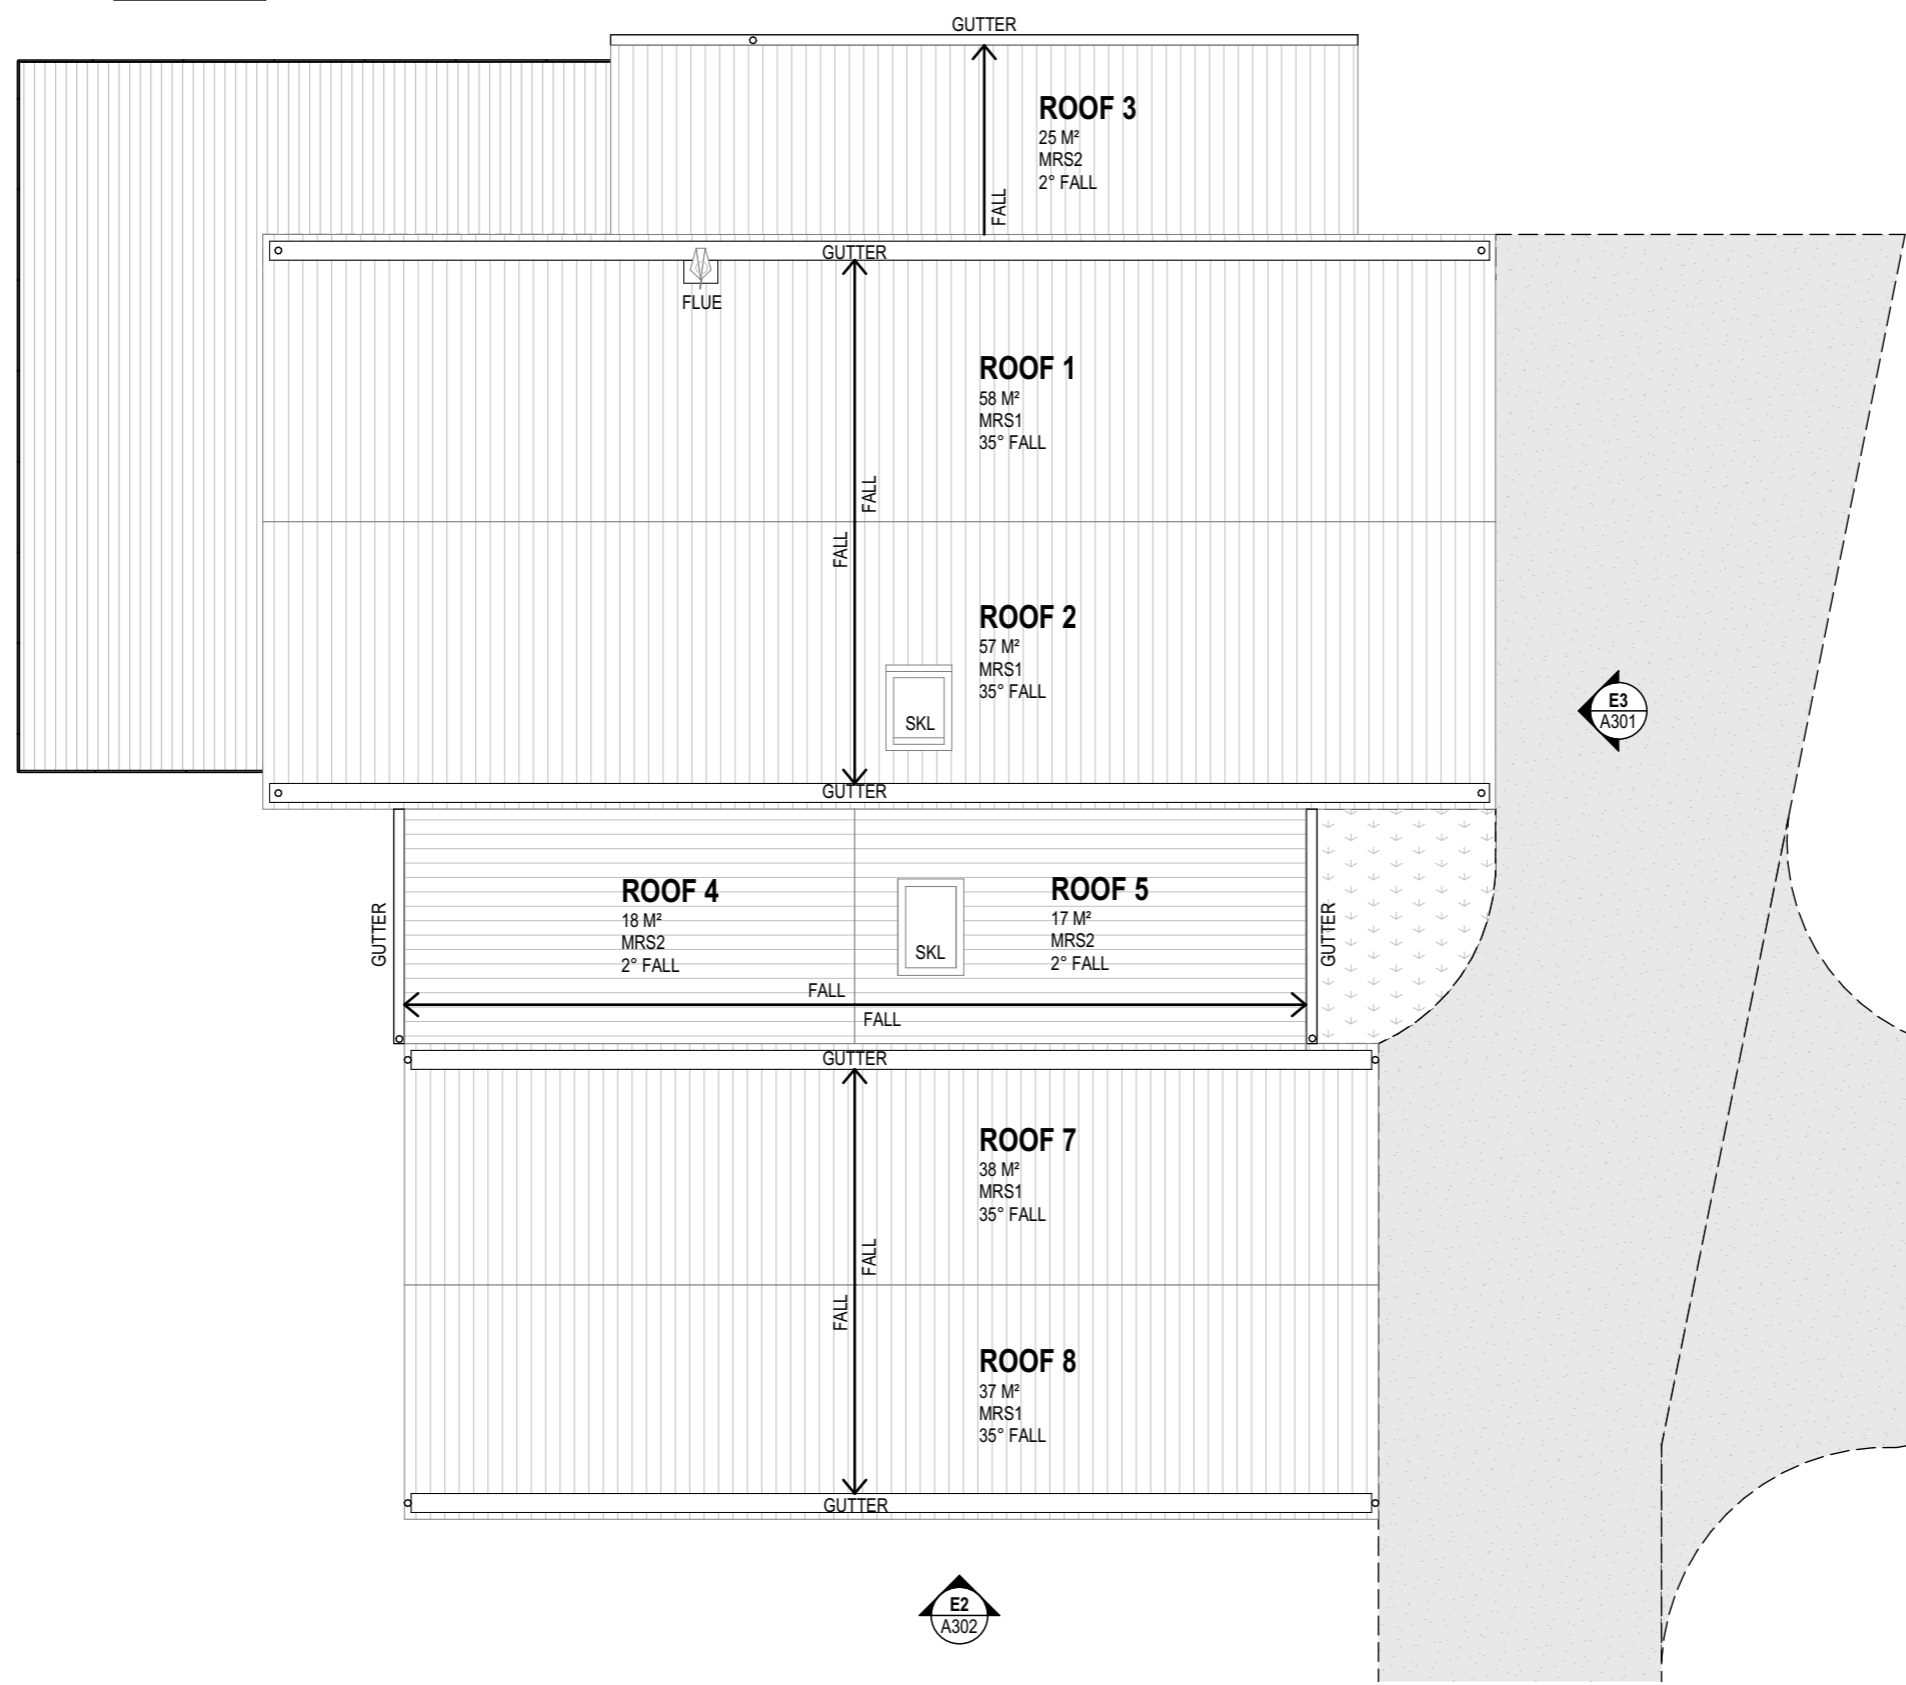 GUTTER
ROOF 3
25 M²
MRS2
2° FALL
FALL
GUTTER
FLUE
ROOF 1
58 M²
MRS1
35° FALL
FALL
FALL
ROOF 2
57 M²
MRS1
35° FALL
SKL
E3
A301
GUTTER
GUTTER
ROOF 4
18 M²
MRS2
2° FALL
SKL
ROOF 5
17 M²
MRS2
2° FALL
GUTTER
FALL
FALL
GUTTER
ROOF 7
38 M²
MRS1
35° FALL
FALL
FALL
ROOF 8
37 M²
MRS1
35° FALL
GUTTER
E2
A302